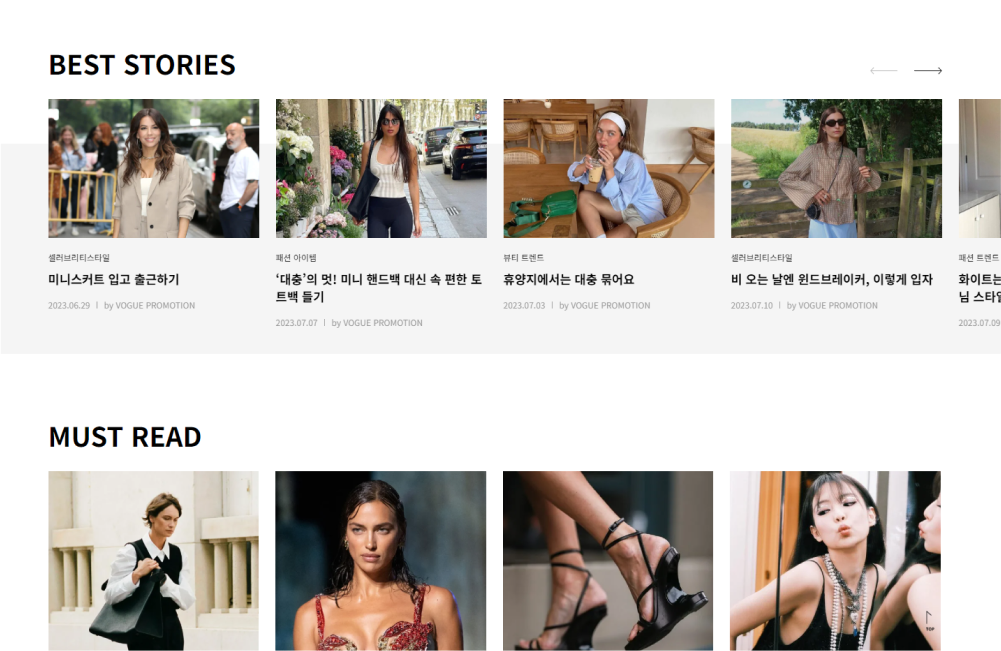 BEST STORIES
셀러브리티스타일
미니스커트 입고 출근하기
2023.06.29 | by VOGUE PROMOTION
패션 아이템
‘대충’의 멋! 미니 핸드백 대신 속 편한 토
트백 들기
2023.07.07 | by VOGUE PROMOTION
뷰티 트렌드
휴양지에서는 대충 묶어요
2023.07.03 | by VOGUE PROMOTION
셀러브리티스타일
비 오는 날엔 윈드브레이커, 이렇게 입자
2023.07.10 | by VOGUE PROMOTION
패션 트렌드
화이트는
님 스타일
2023.07.09
MUST READ
TOP